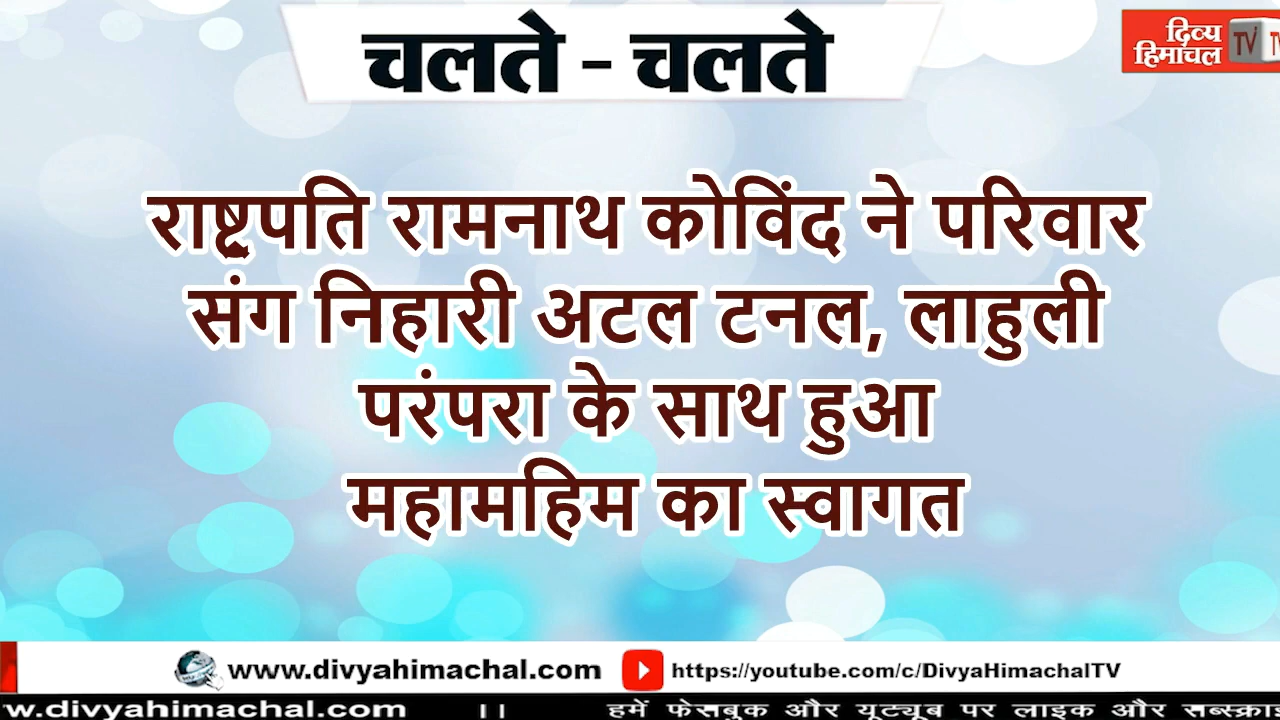 चलते - चलते
दिव्य
हिमाचल
TV
राष्ट्रपति रामनाथ कोविंद ने परिवार
संग निहारी अटल टनल, लाहुली
परंपरा के साथ हुआ
महामहिम का स्वागत
www.divyahimachal.com
https://youtube.com/c/DivyaHimachalTV
w.divyahimachal.com || हमें फेसबुक और यूट्यूब पर लाइक और